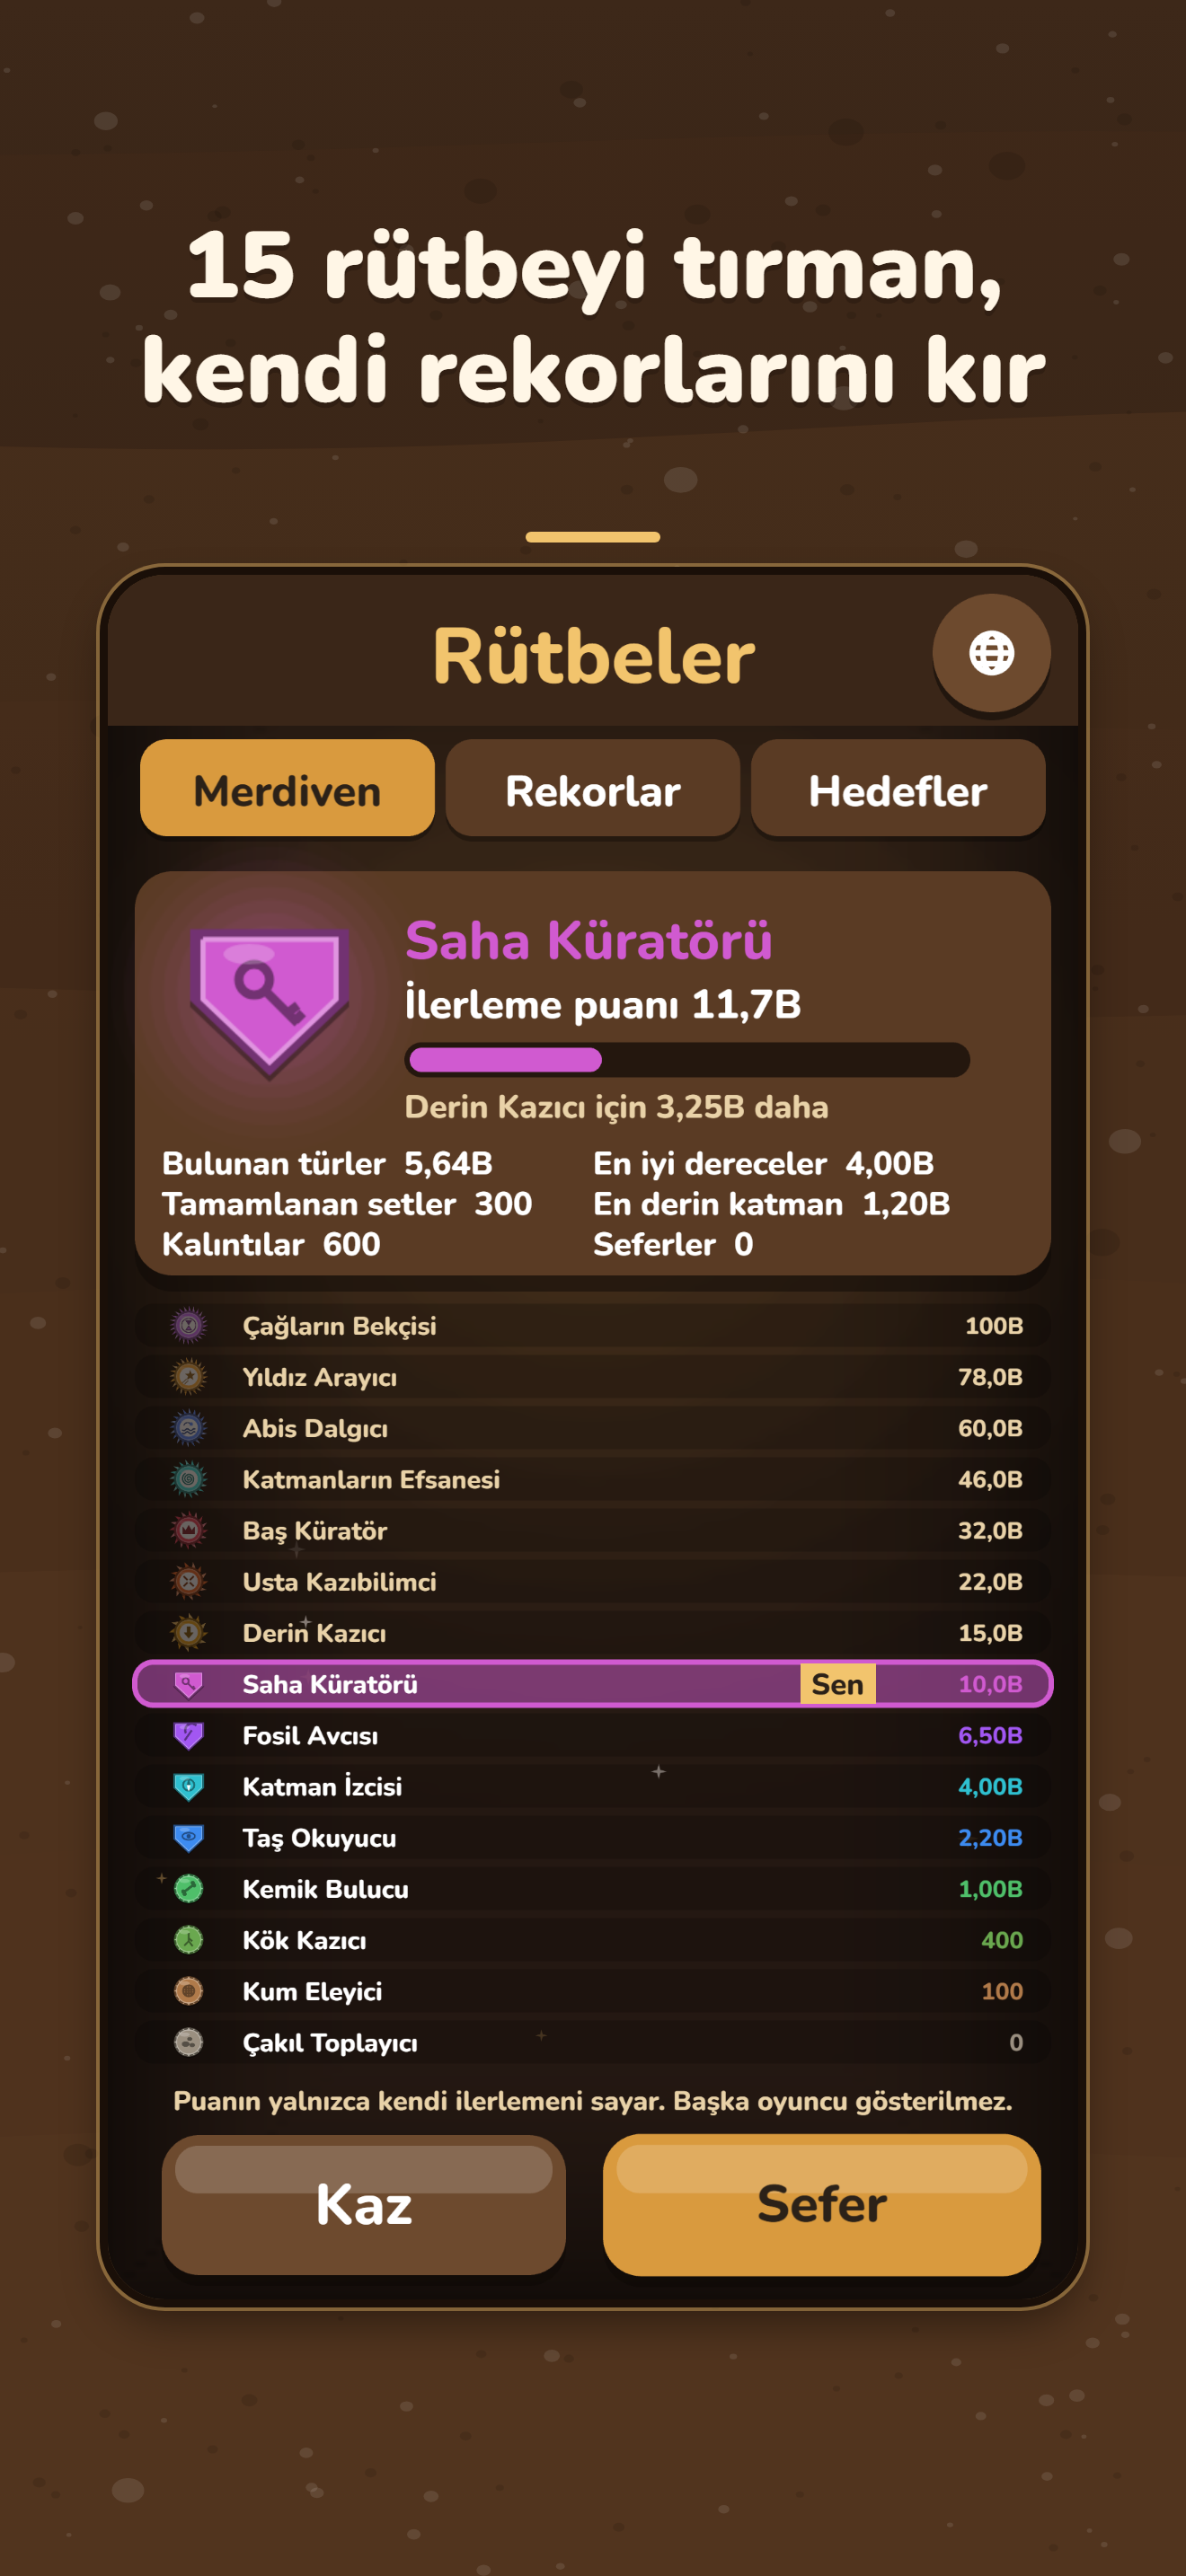 15 rütbeyi tırman,
kendi rekorlarını kır
Rütbeler
Merdiven Rekorlar Hedefler
Saha Küratörü
İlerleme puanı 11,7B
Derin Kazıcı için 3,25B daha
Bulunan türler 5,64B En iyi dereceler 4,00B
Tamamlanan setler 300 En derin katman 1,20B
Kalıntılar 600 Seferler 0
Çağların Bekçisi 100B
Yıldız Arayıcı 78,0B
Abis Dalgıcı 60,0B
Katmanların Efsanesi 46,0B
Baş Küratör 32,0B
Usta Kazıbilimci 22,0B
Derin Kazıcı 15,0B
Saha Küratörü Sen 10,0B
Fosil Avcısı 6,50B
Katman İzcisi 4,00B
Taş Okuyucu 2,20B
Kemik Bulucu 1,00B
Kök Kazıcı 400
Kum Eleyici 100
Çakıl Toplayıcı 0
Puanın yalnızca kendi ilerlemeni sayar. Başka oyuncu gösterilmez.
Kaz Sefer